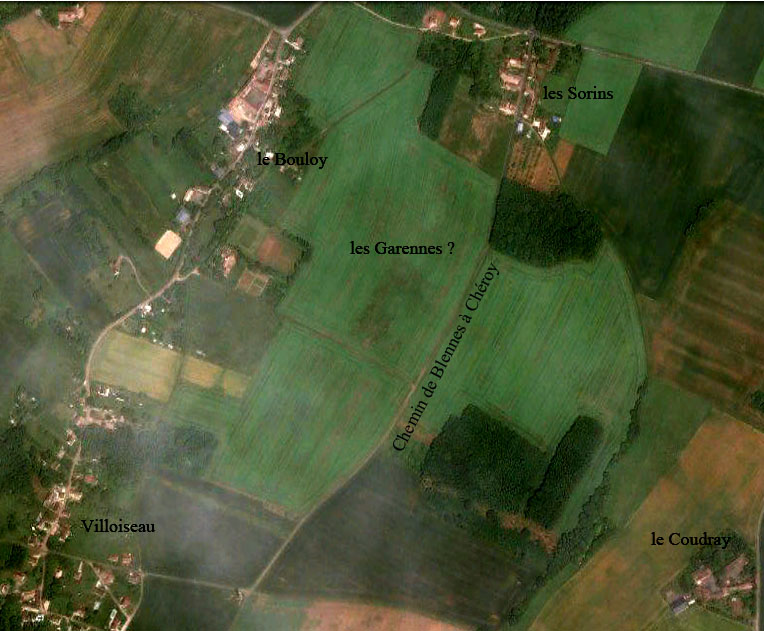 les Sorins
le Bouloy
les Garennes ?
Chemin de Blennes à Chéroy
Villoiseau
le Coudray